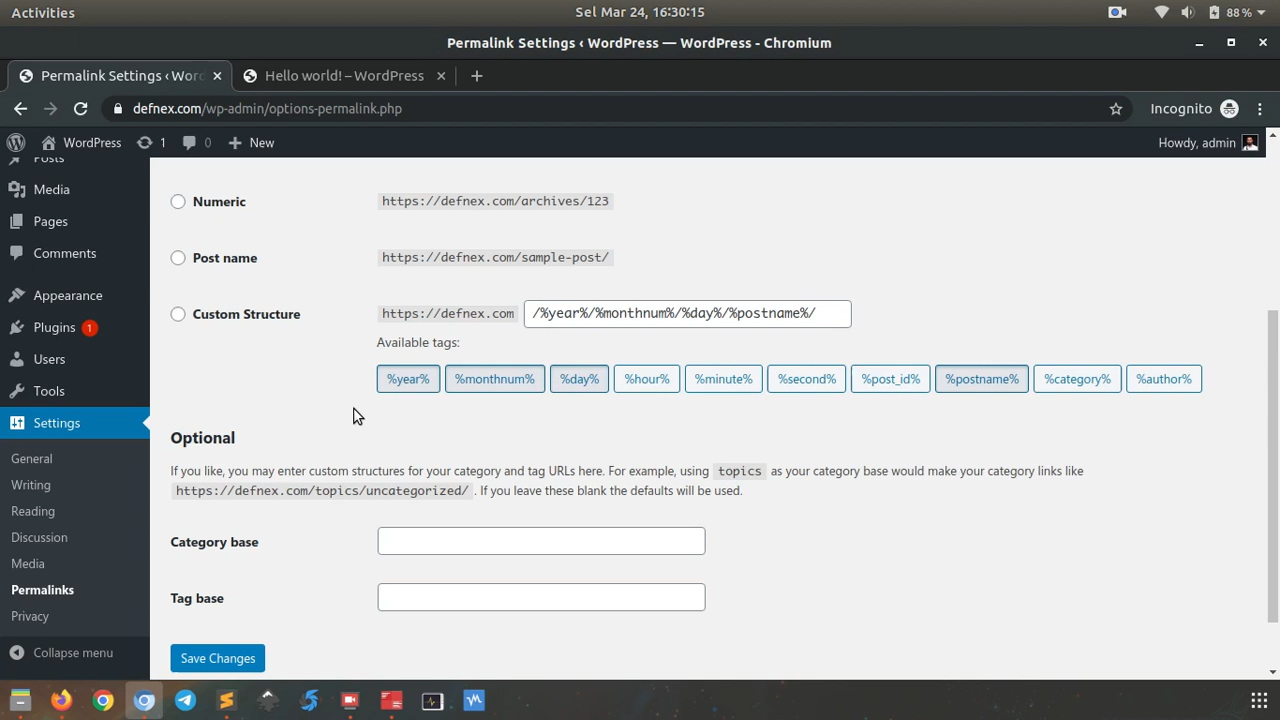 Activities
Sel Mar 24, 16:30:15
88 %
Permalink Settings ‹ WordPress — WordPress - Chromium
Permalink Settings ‹ Word
Hello world! – WordPress
defnex.com/wp-admin/options-permalink.php
Incognito
WordPress
1
0
New
Howdy, admin
Posts
Media
Pages
Comments
Appearance
Plugins 1
Users
Tools
Settings
General
Writing
Reading
Discussion
Media
Permalinks
Privacy
Collapse menu
Numeric
https://defnex.com/archives/123
Post name
https://defnex.com/sample-post/
Custom Structure
https://defnex.com
/%year%/%monthnum%/%day%/%postname%/
Available tags:
%year% %monthnum% %day% %hour% %minute% %second% %post_id% %postname% %category% %author%
Optional
If you like, you may enter custom structures for your category and tag URLs here. For example, using topics as your category base would make your category links like
https://defnex.com/topics/uncategorized/ . If you leave these blank the defaults will be used.
Category base
Tag base
Save Changes